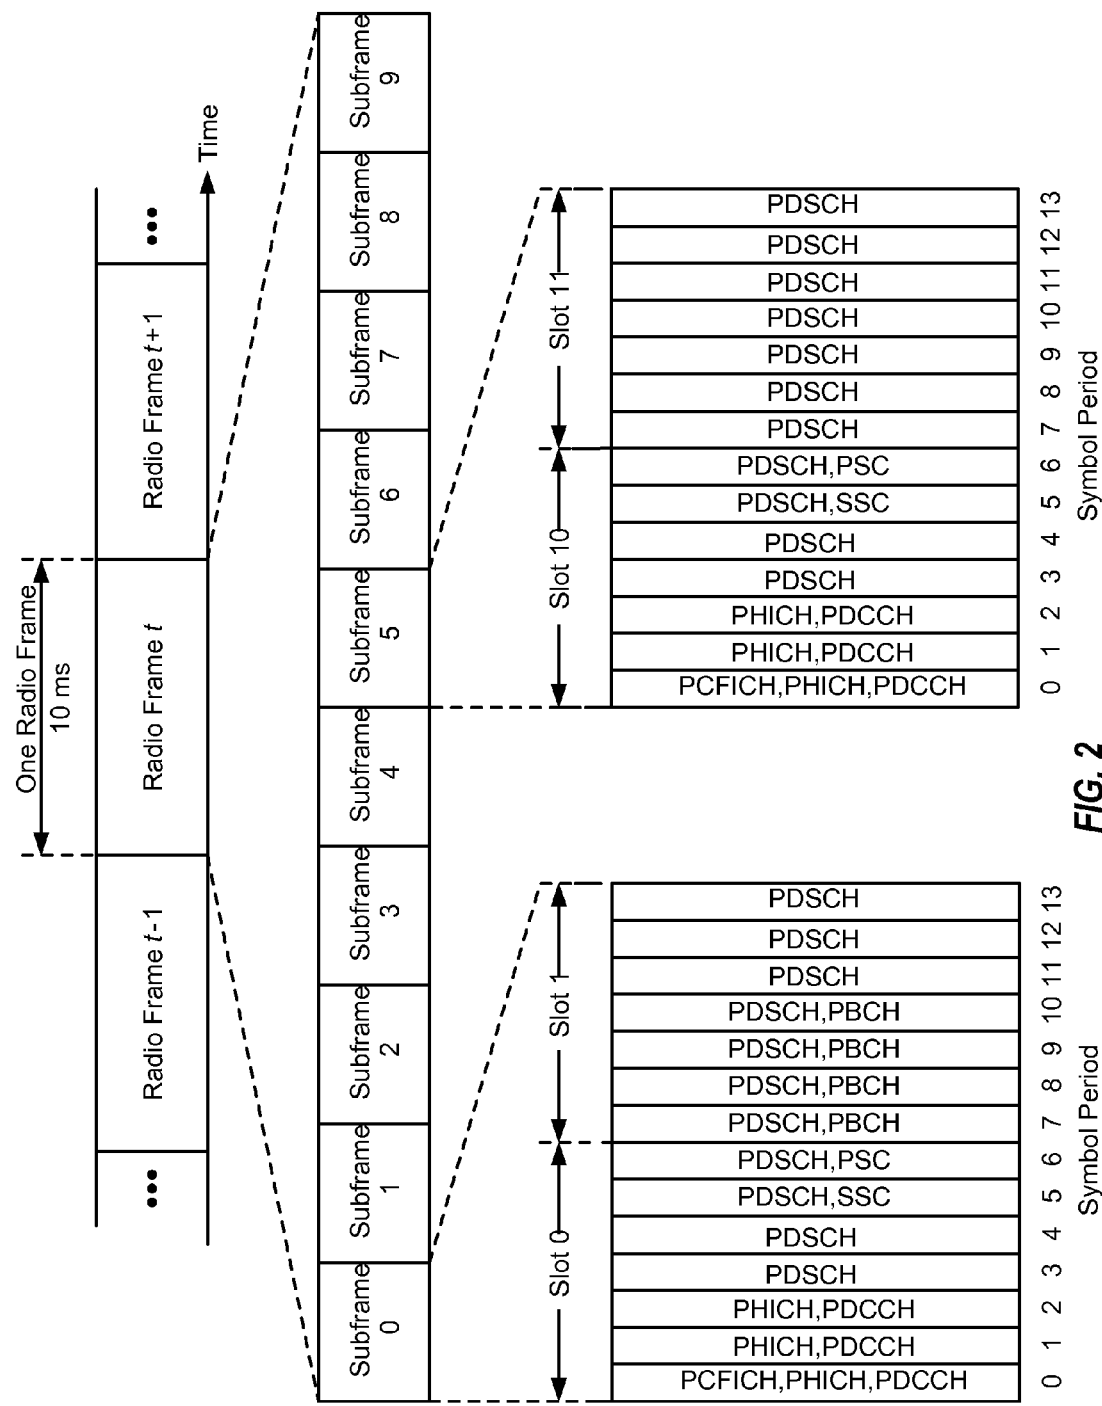 One Radio Frame
10 ms
Radio Frame t-1
Radio Frame t
Radio Frame t+1
Time
Subframe
0
Subframe
1
Subframe
2
Subframe
3
Subframe
4
Subframe
5
Subframe
6
Subframe
7
Subframe
8
Subframe
9
Slot 0
Slot 1
PCFICH,PHICH,PDCCH
PHICH,PDCCH
PHICH,PDCCH
PDSCH
PDSCH
PDSCH,SSC
PDSCH,PSC
PDSCH,PBCH
PDSCH,PBCH
PDSCH,PBCH
PDSCH,PBCH
PDSCH
PDSCH
PDSCH
0 1 2 3 4 5 6 7 8 9 10 11 12 13
Symbol Period
Slot 10
Slot 11
PCFICH,PHICH,PDCCH
PHICH,PDCCH
PHICH,PDCCH
PDSCH
PDSCH
PDSCH,SSC
PDSCH,PSC
PDSCH
PDSCH
PDSCH
PDSCH
PDSCH
PDSCH
PDSCH
0 1 2 3 4 5 6 7 8 9 10 11 12 13
Symbol Period
FIG. 2